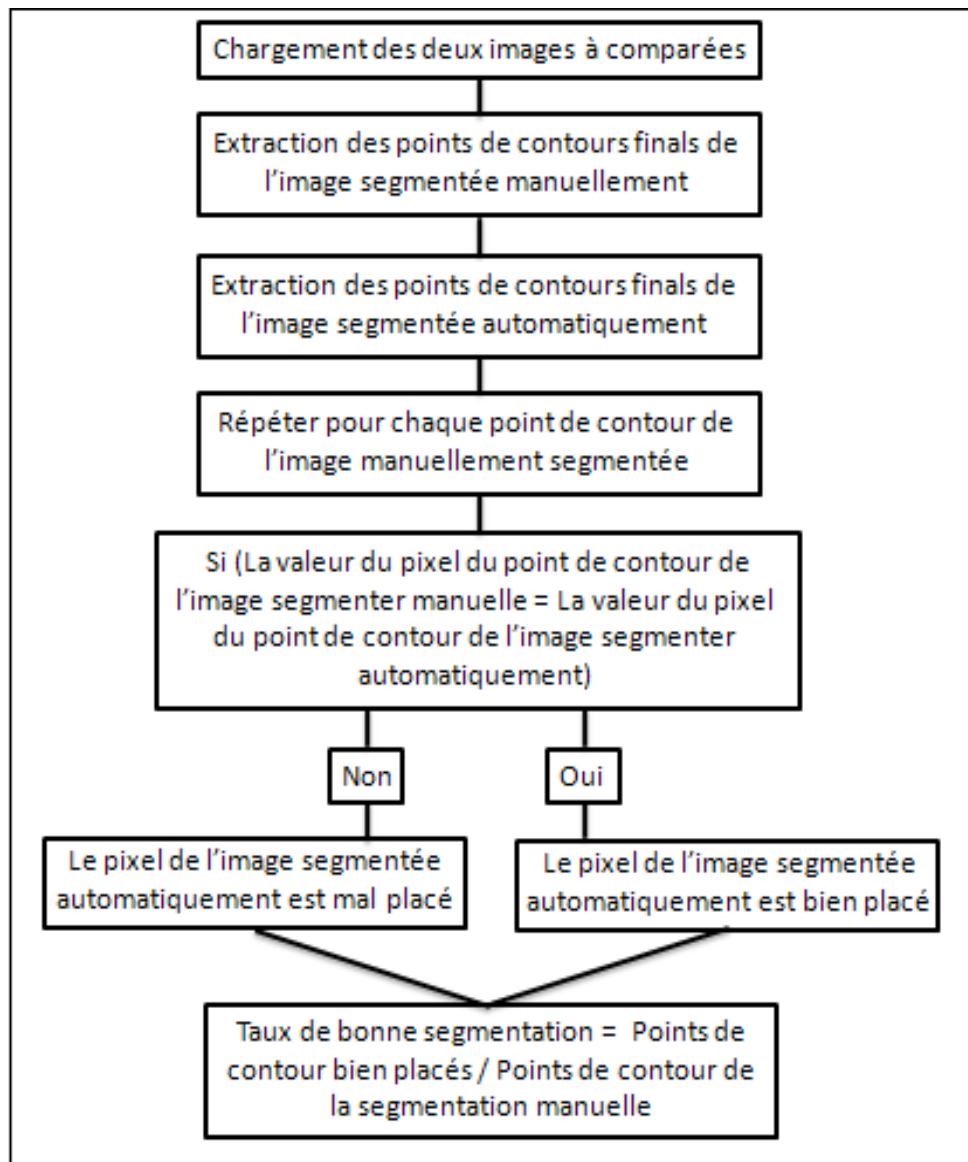 Chargement des deux images à comparées
Extraction des points de contours finals de
l'image segmentée manuellement
Extraction des points de contours finals de
l'image segmentée automatiquement
Répéter pour chaque point de contour de
l'image manuellement segmentée
Si (La valeur du pixel du point de contour de
l'image segmenter manuelle = La valeur du pixel
du point de contour de l'image segmenter
automatiquement)
Non
Oui
Le pixel de l'image segmentée
automatiquement est mal placé
Le pixel de l'image segmentée
automatiquement est bien placé
Taux de bonne segmentation = Points de
contour bien placés / Points de contour de
la segmentation manuelle